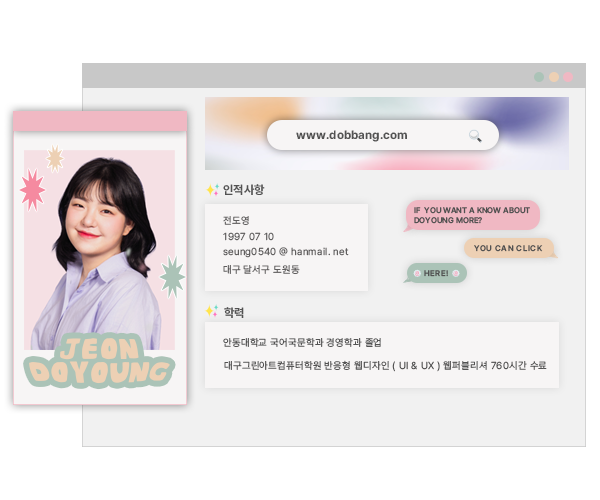 www.dobbang.com
인적사항
전도영
1997 07 10
seung0540 @ hanmail. net
대구 달서구 도원동
IF YOU WANT A KNOW ABOUT
DOYOUNG MORE?
YOU CAN CLICK
HERE!
JEON
DOYOUNG
학력
안동대학교 국어국문학과 경영학과 졸업
대구그린아트컴퓨터학원 반응형 웹디자인 ( UI & UX ) 웹퍼블리셔 760시간 수료